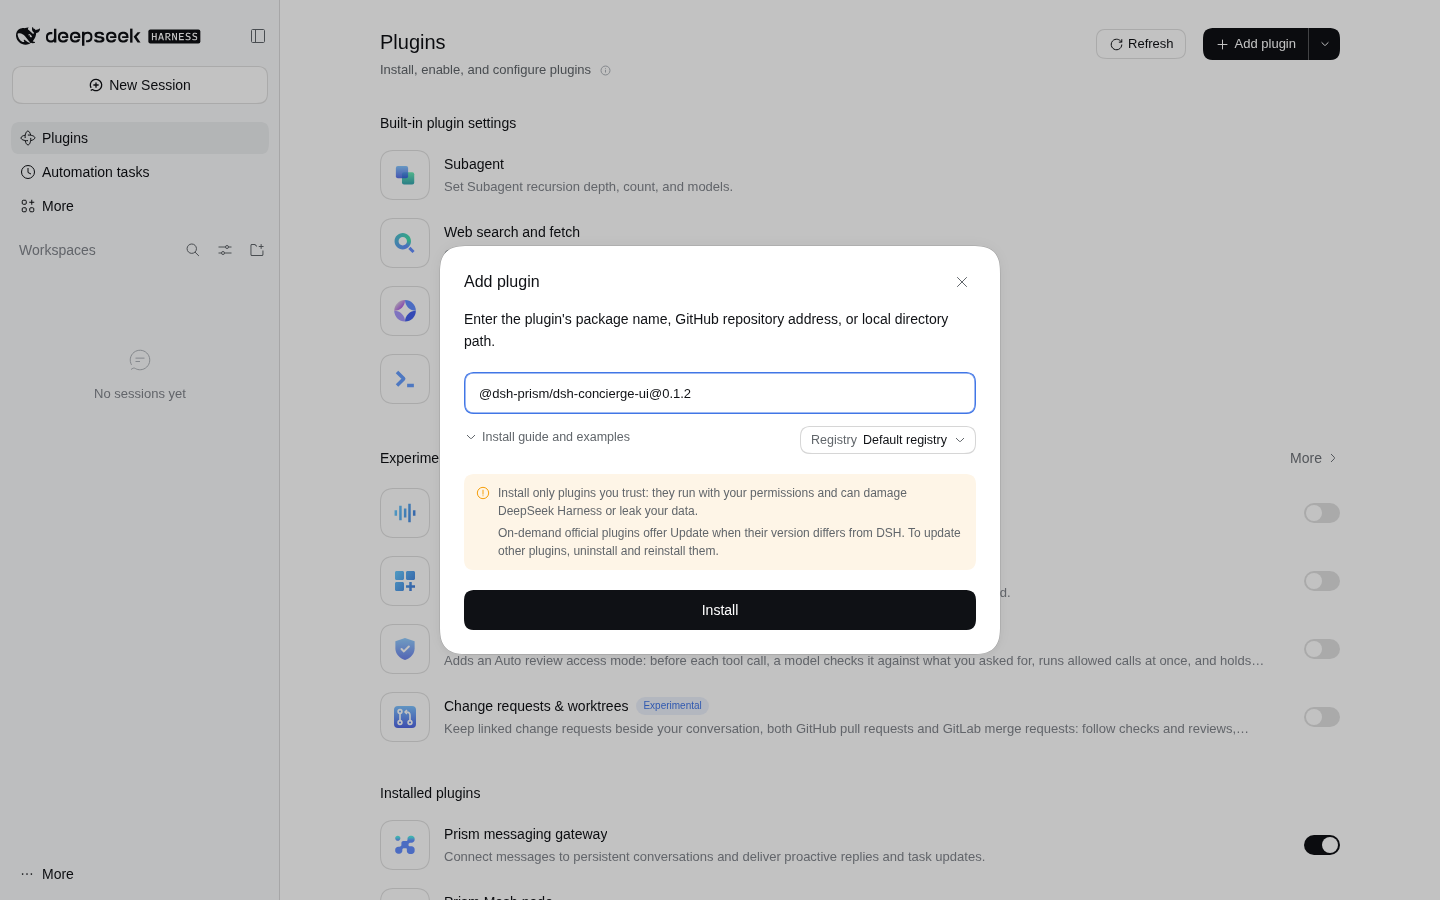 deepseek HARNESS
New Session
Plugins
Automation tasks
More
Workspaces
No sessions yet
More
Plugins
Install, enable, and configure plugins
Refresh
Add plugin
Built-in plugin settings
Subagent
Set Subagent recursion depth, count, and models.
Web search and fetch
Add plugin
Enter the plugin's package name, GitHub repository address, or local directory
path.
@dsh-prism/dsh-concierge-ui@0.1.2
Install guide and examples
Registry Default registry
Install only plugins you trust: they run with your permissions and can damage
DeepSeek Harness or leak your data.
On-demand official plugins offer Update when their version differs from DSH. To update
other plugins, uninstall and reinstall them.
Install
More
d.
Adds an Auto review access mode: before each tool call, a model checks it against what you asked for, runs allowed calls at once, and holds…
Change requests & worktrees Experimental
Keep linked change requests beside your conversation, both GitHub pull requests and GitLab merge requests: follow checks and reviews,…
Installed plugins
Prism messaging gateway
Connect messages to persistent conversations and deliver proactive replies and task updates.
Prism Mesh node